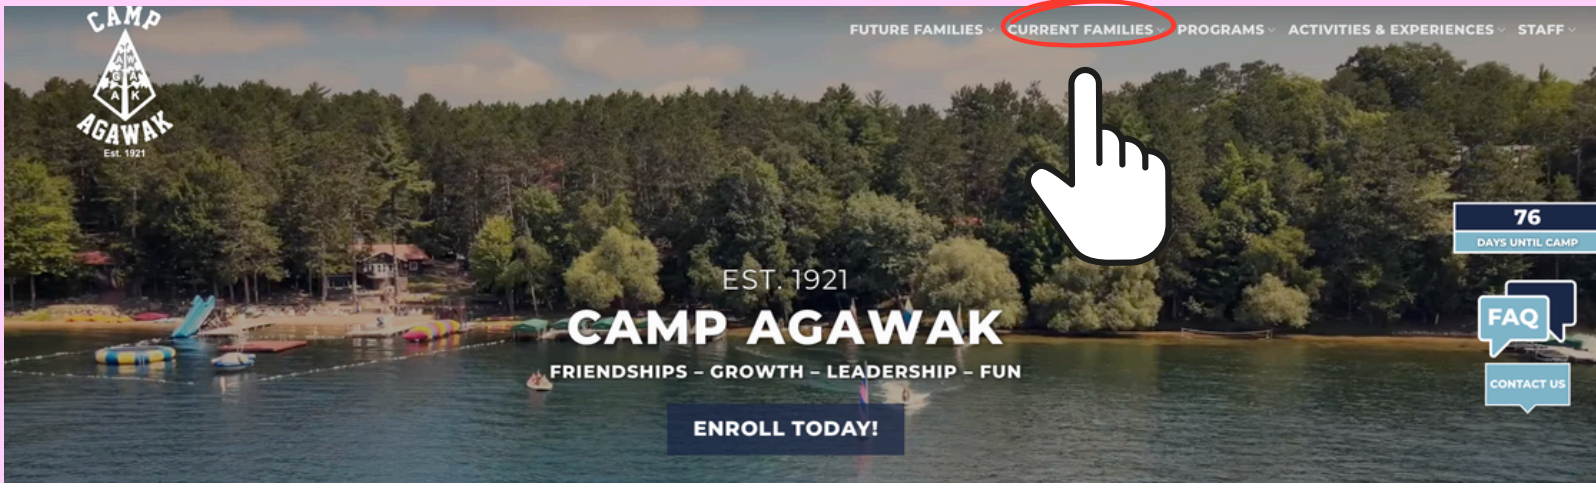 CAMP
AGAWAK
AGAWAK
Est. 1921
FUTURE FAMILIES
CURRENT FAMILIES
PROGRAMS
ACTIVITIES & EXPERIENCES
STAFF
76
DAYS UNTIL CAMP
EST. 1921
CAMP AGAWAK
FRIENDSHIPS – GROWTH – LEADERSHIP – FUN
ENROLL TODAY!
FAQ
CONTACT US